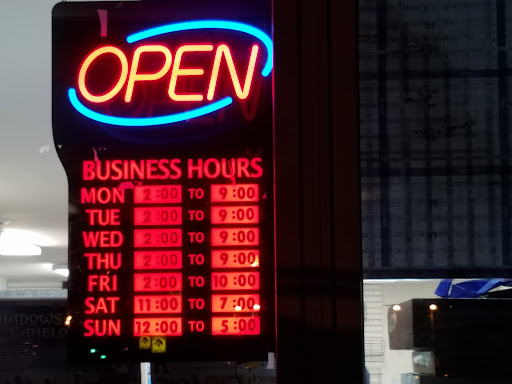 OPEN
BUSINESS HOURS
MON 2:00 TO 9:00
TUE 2:00 TO 9:00
WED 2:00 TO 9:00
THU 2:00 TO 9:00
FRI 2:00 TO 10:00
SAT 11:00 TO 7:00
SUN 12:00 TO 5:00